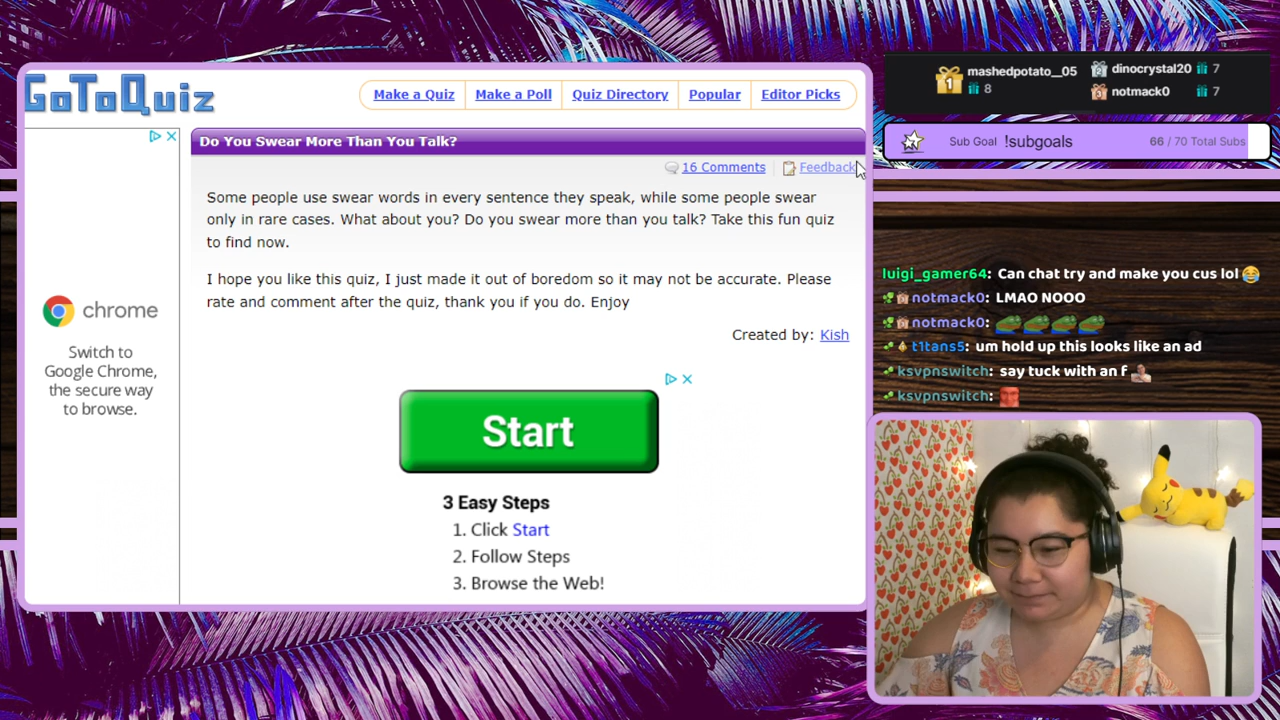 GoToQuiz
Make a Quiz
Make a Poll
Quiz Directory
Popular
Editor Picks
Do You Swear More Than You Talk?
16 Comments
Feedback
Some people use swear words in every sentence they speak, while some people swear
only in rare cases. What about you? Do you swear more than you talk? Take this fun quiz
to find now.
I hope you like this quiz, I just made it out of boredom so it may not be accurate. Please
rate and comment after the quiz, thank you if you do. Enjoy
Created by: Kish
chrome
Switch to
Google Chrome,
the secure way
to browse.
Start
3 Easy Steps
1. Click Start
2. Follow Steps
3. Browse the Web!
1 mashedpotato__05
8
2 dinocrystal20 7
3 notmack0 7
Sub Goal !subgoals 66 / 70 Total Subs
luigi_gamer64: Can chat try and make you cus lol
notmack0: LMAO NOOO
notmack0:
t1tans5: um hold up this looks like an ad
ksvpnswitch: say tuck with an f
ksvpnswitch: